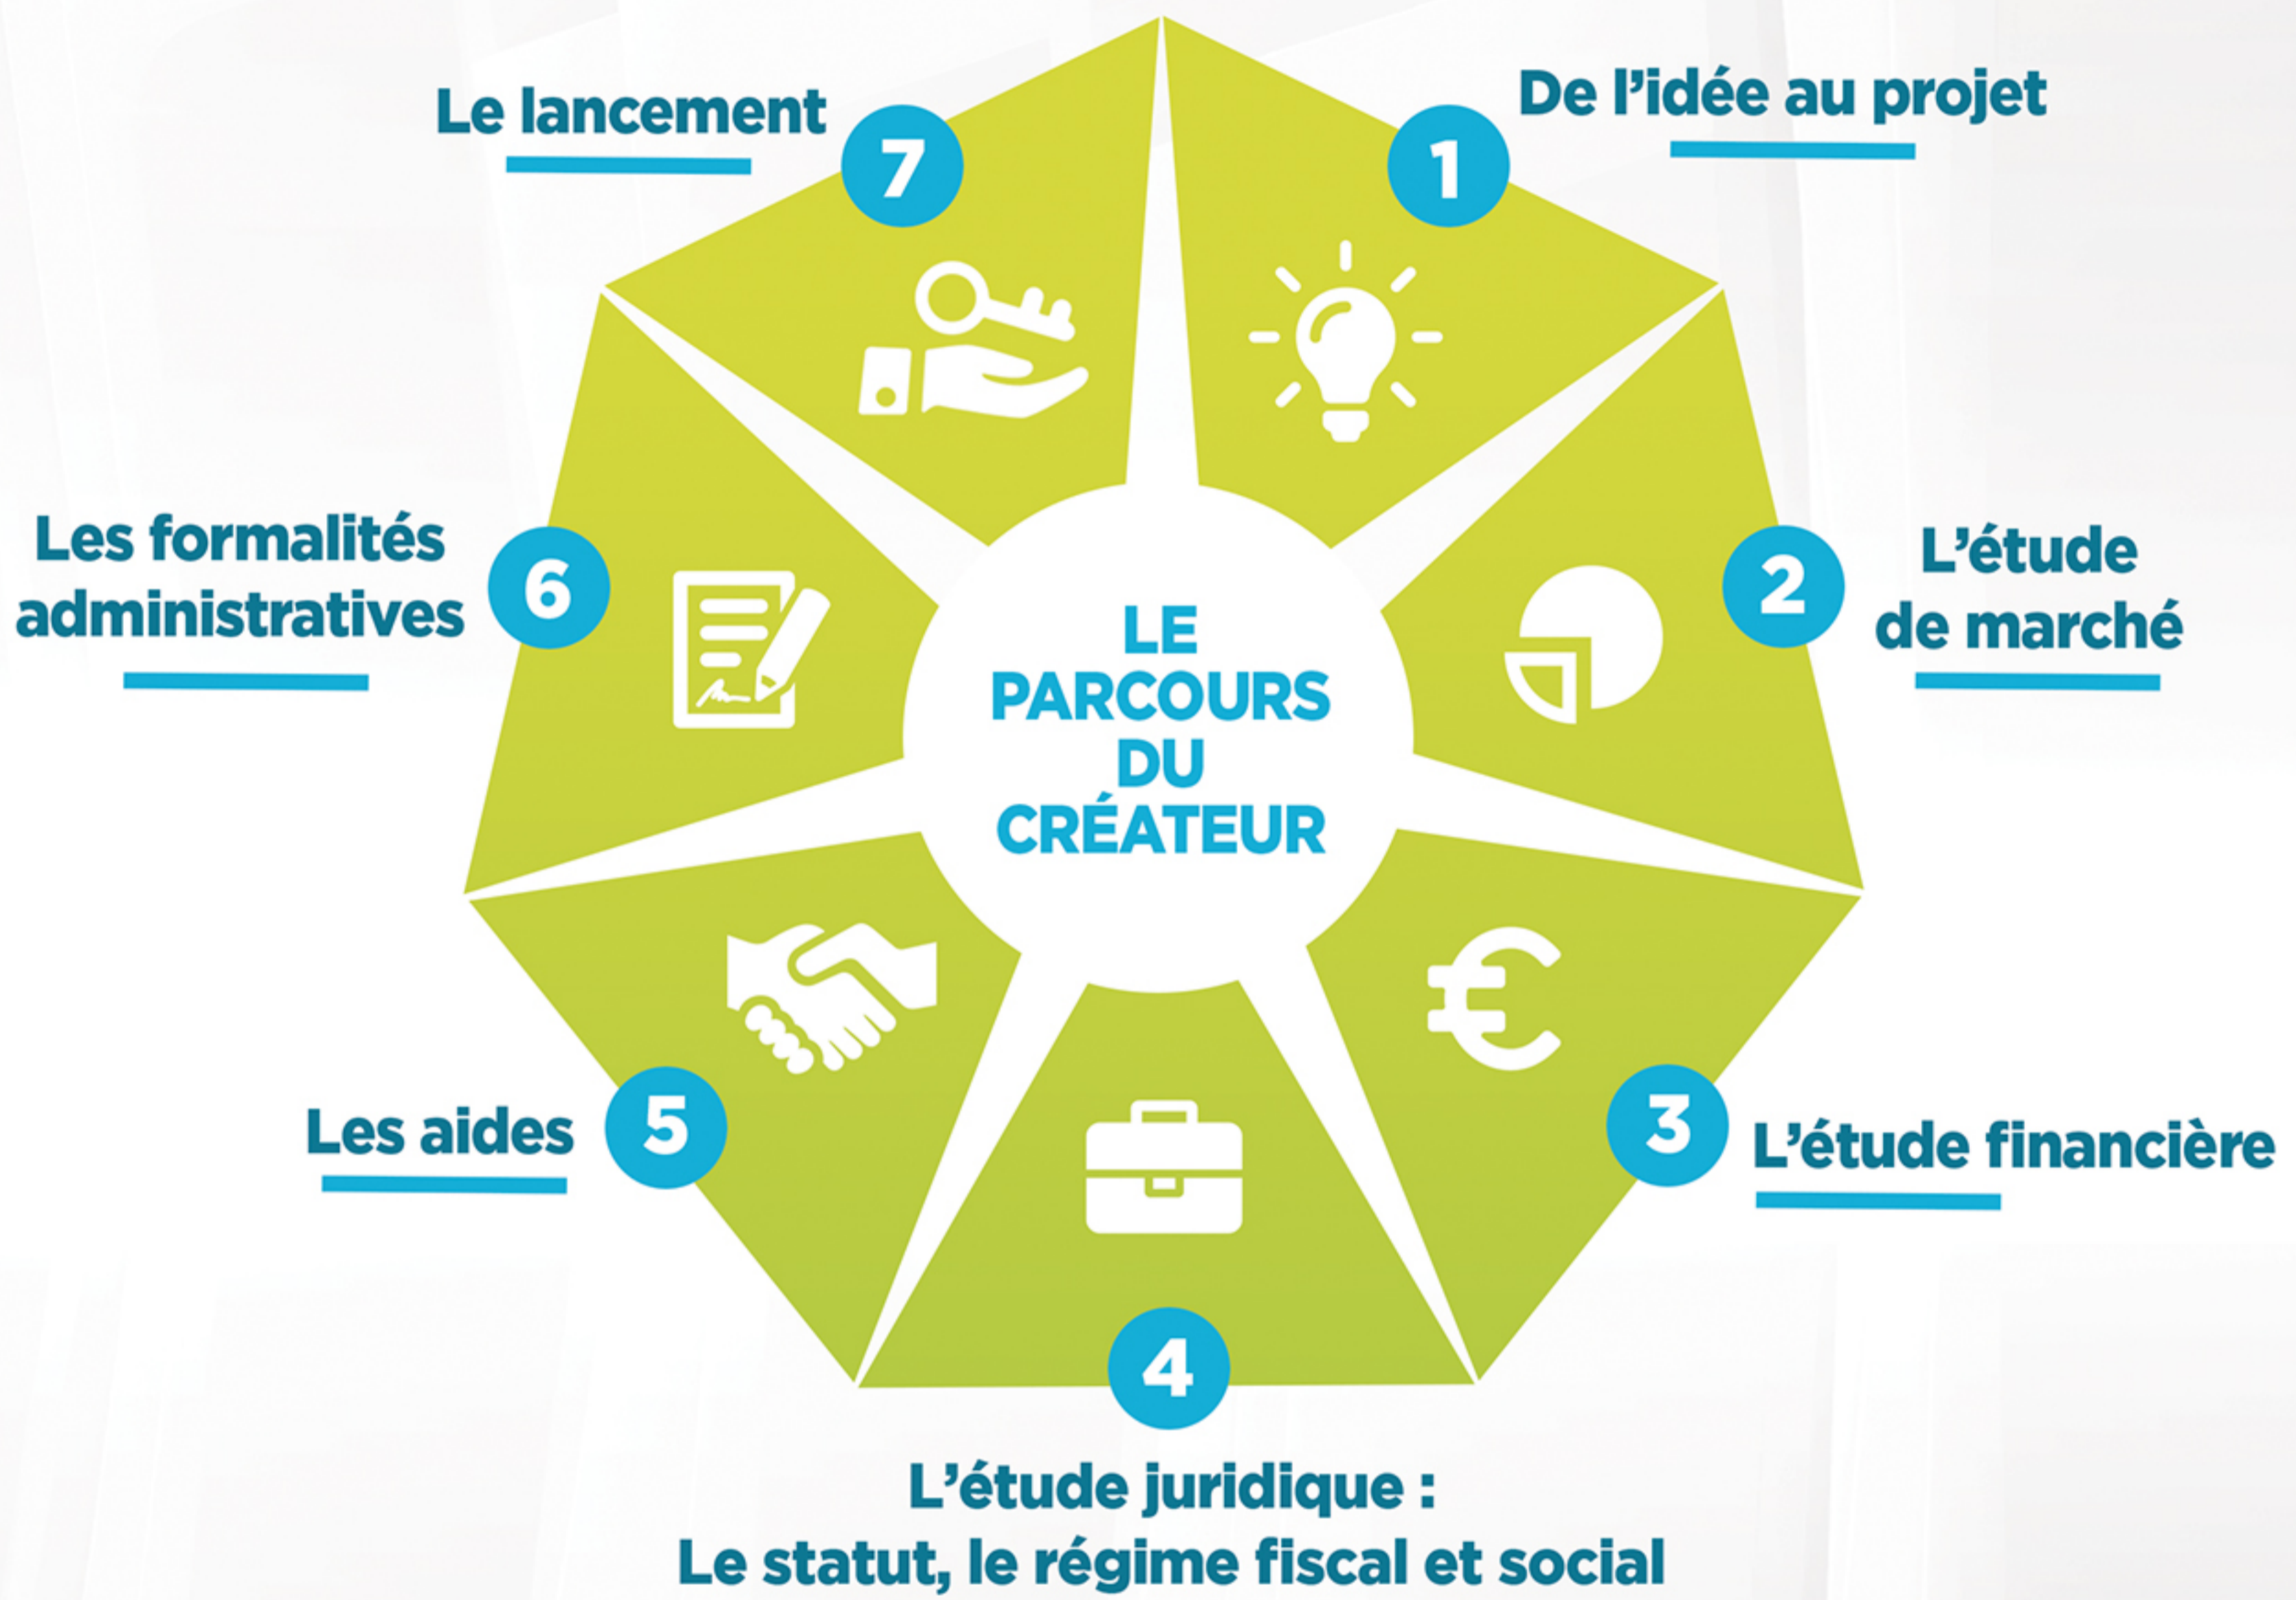 LE
PARCOURS
DU
CRÉATEUR
1
De l’idée au projet
2
L’étude
de marché
3
L’étude financière
4
L’étude juridique :
Le statut, le régime fiscal et social
5
Les aides
6
Les formalités
administratives
7
Le lancement
€